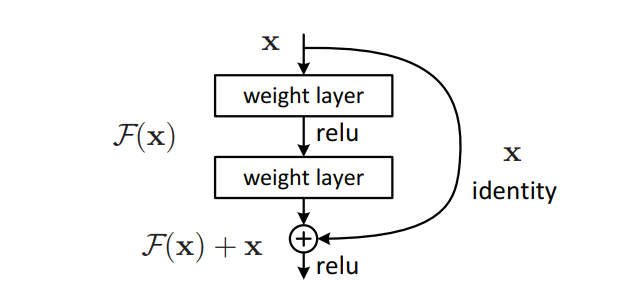 x
weight layer
F(x)
relu
x
weight layer
identity
F(x) + x
relu